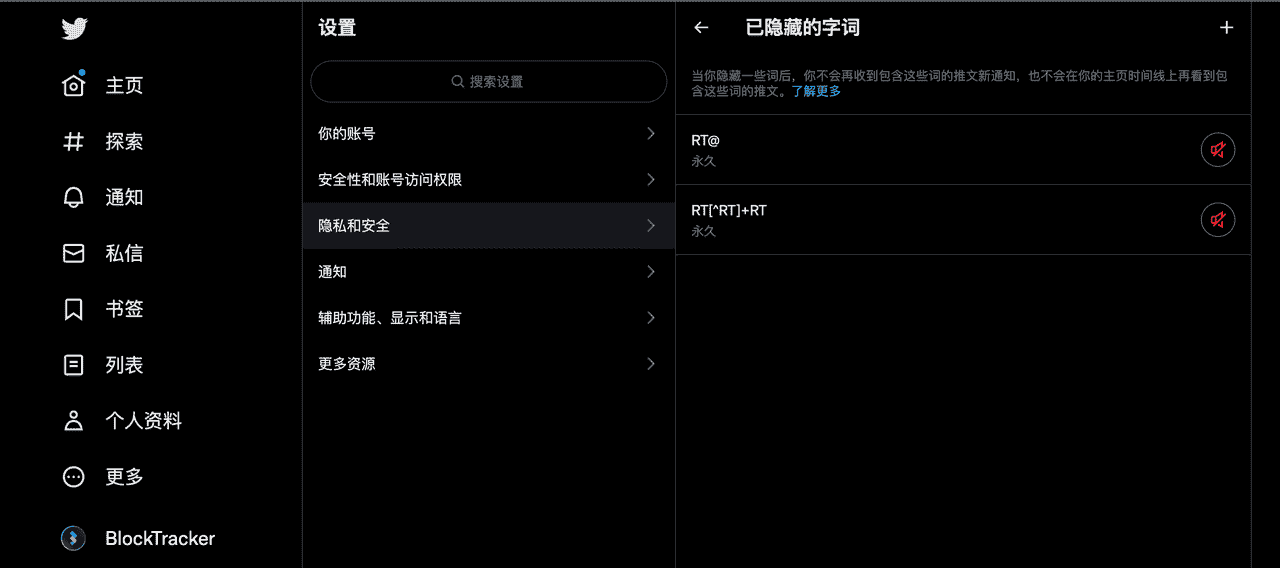 主页
探索
通知
私信
书签
列表
个人资料
更多
BlockTracker
设置
搜索设置
你的账号
安全性和账号访问权限
隐私和安全
通知
辅助功能、显示和语言
更多资源
已隐藏的字词
当你隐藏一些词后，你不会再收到包含这些词的推文新通知，也不会在你的主页时间线上再看到包
含这些词的推文。了解更多
RT@
永久
RT[^RT]+RT
永久